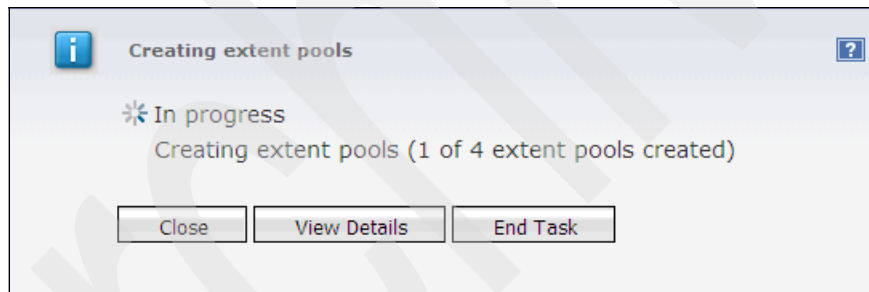 i
Creating extent pools
?
In progress
Creating extent pools (1 of 4 extent pools created)
Close
View Details
End Task